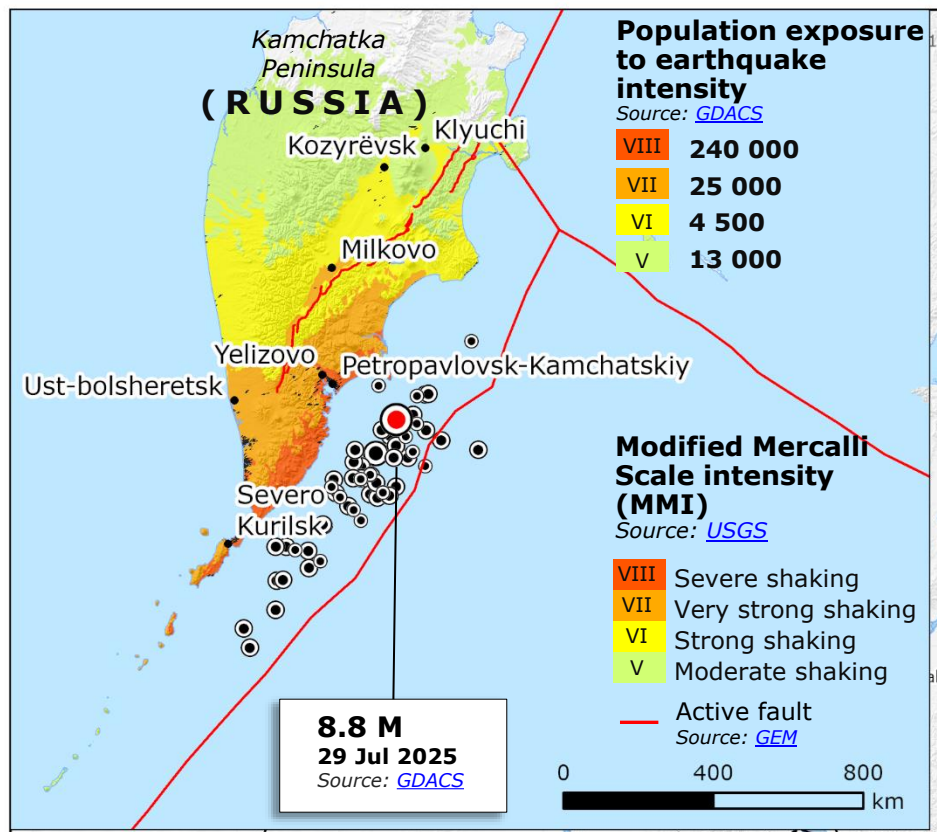 Kamchatka
Peninsula
(RUSSIA)
Klyuchi
Kozyrëvsk
Milkovo
Yelizovo
Petropavlovsk-Kamchatskiy
Ust-bolsheretsk
Severo
Kurilsk
8.8 M
29 Jul 2025
Source: GDACS
Population exposure
to earthquake
intensity
Source: GDACS
VIII 240 000
VII 25 000
VI 4 500
V 13 000
Modified Mercalli
Scale intensity
(MMI)
Source: USGS
VIII Severe shaking
VII Very strong shaking
VI Strong shaking
V Moderate shaking
Active fault
Source: GEM
0 400 800
km